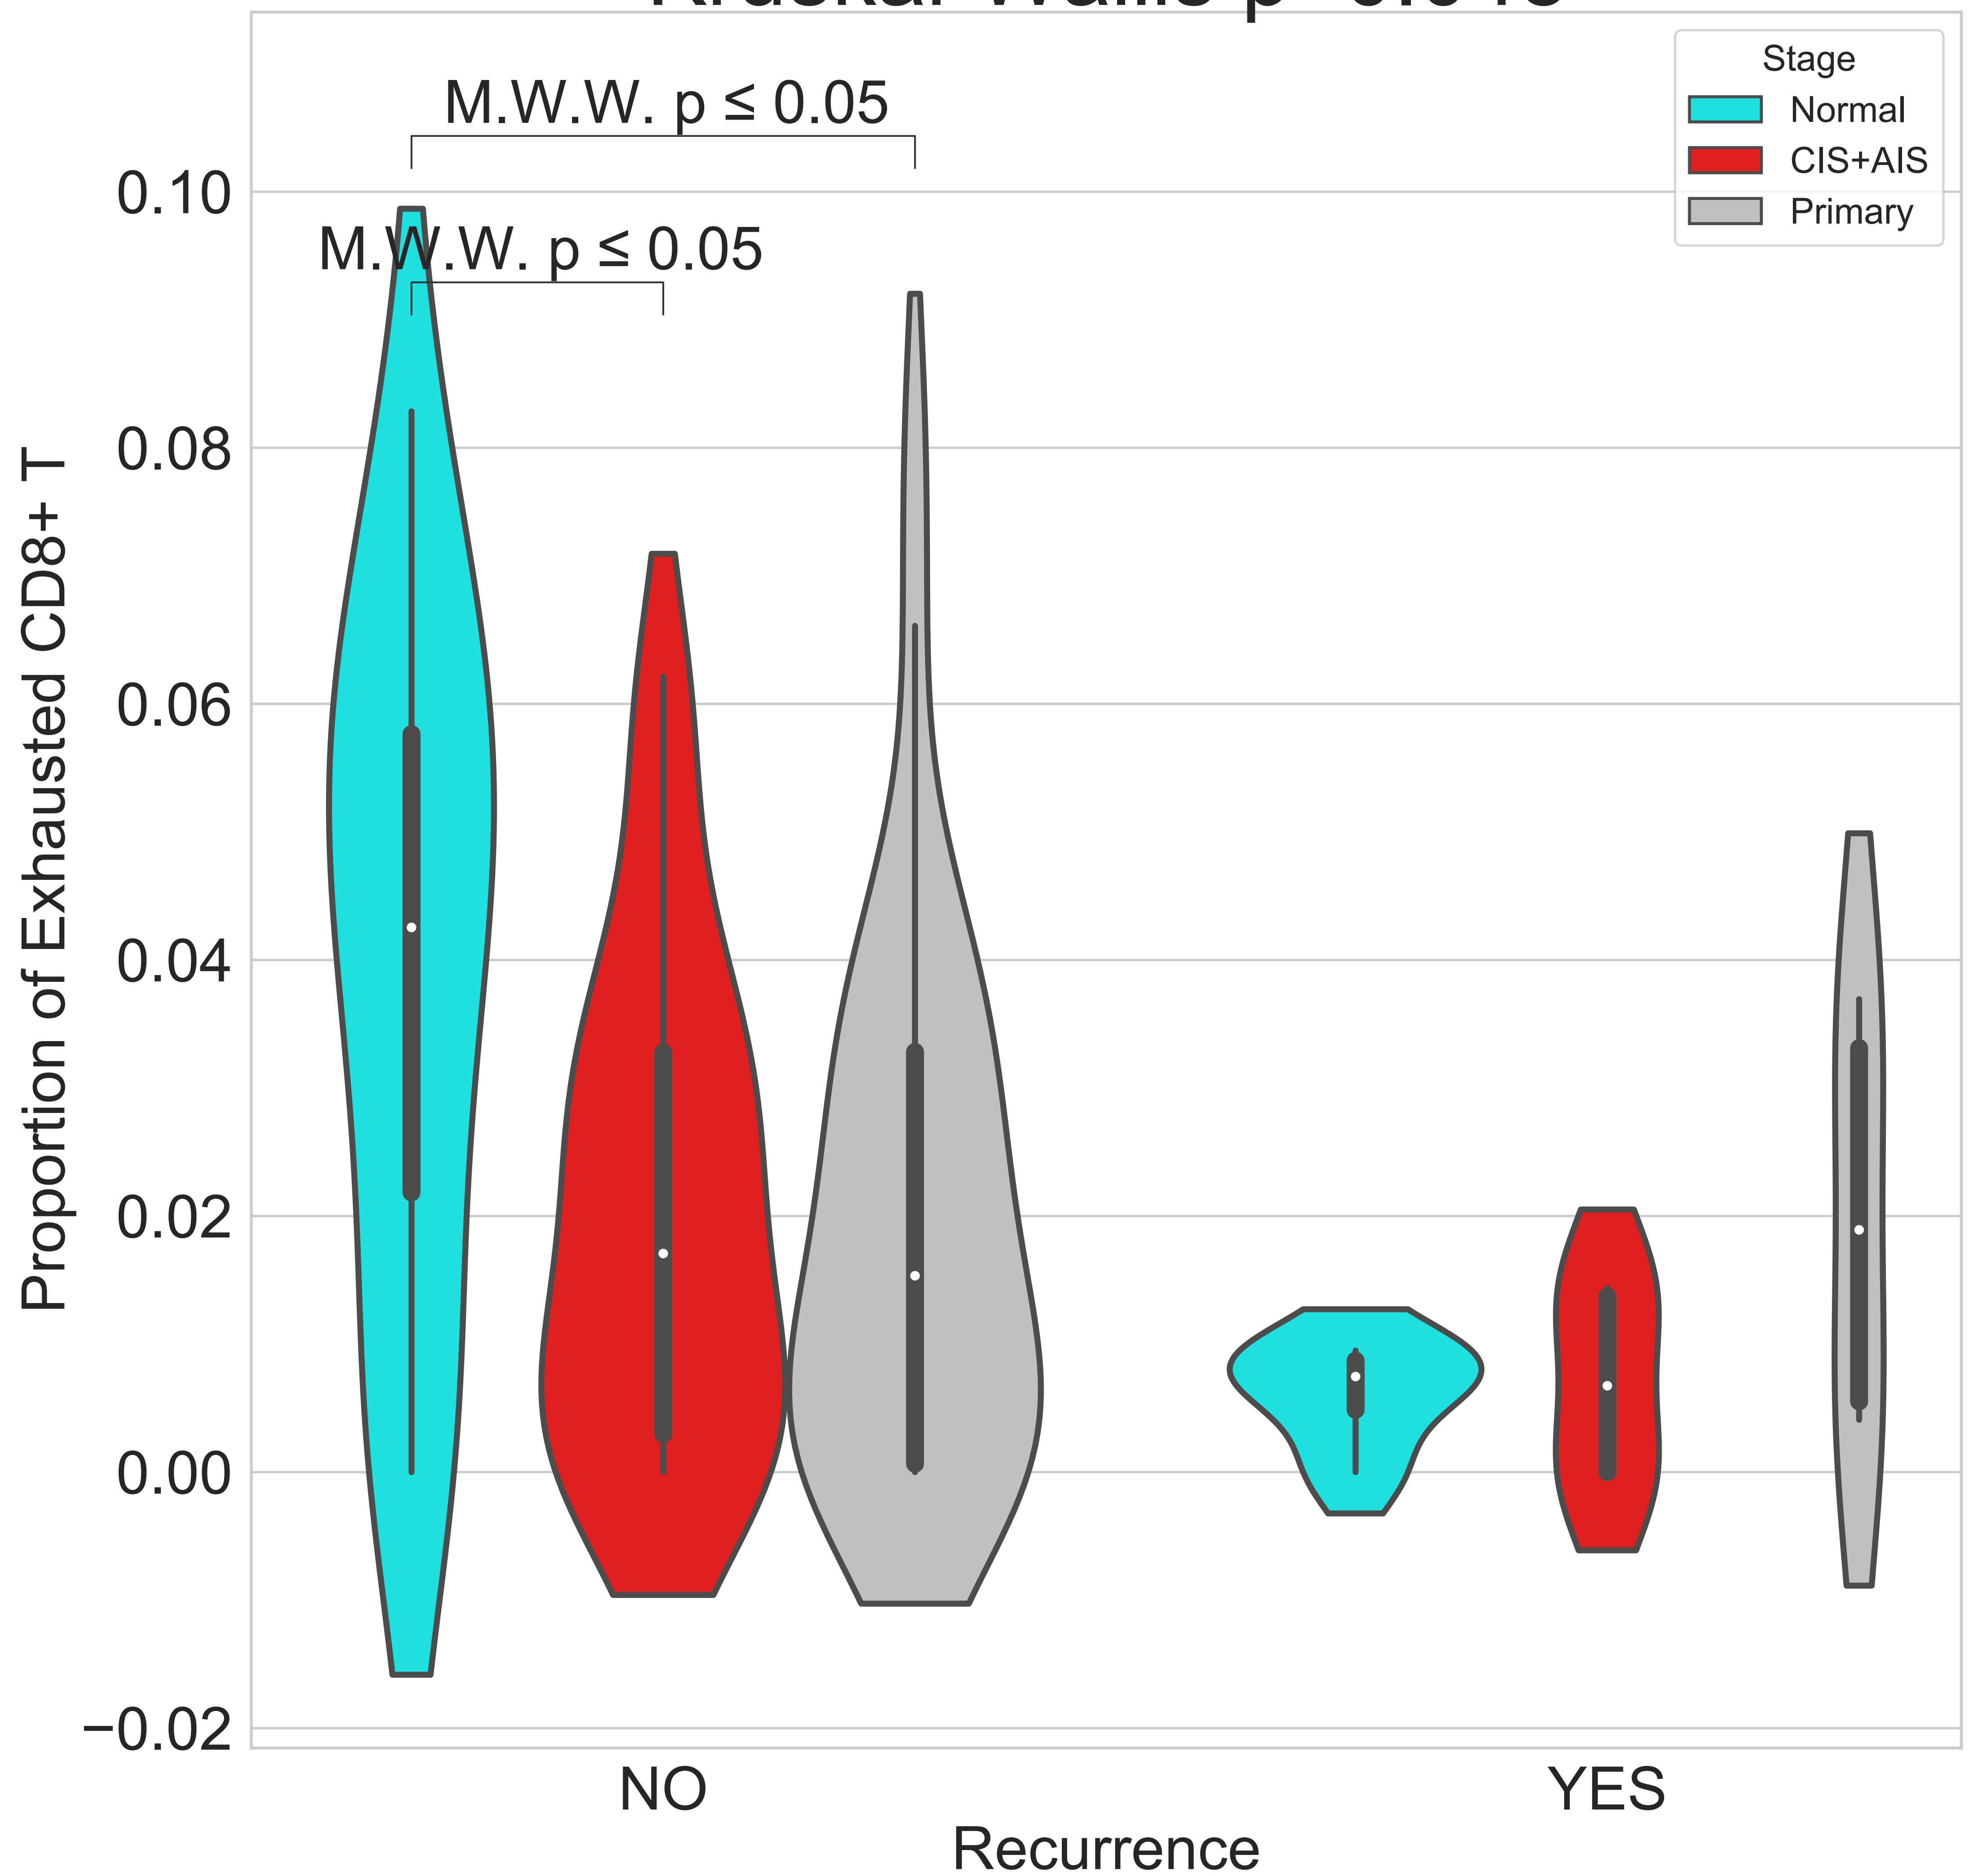 M.W.W. p ≤ 0.05
M.W.W. p ≤ 0.05
Stage
Normal
CIS+AIS
Primary
0.10
0.08
0.06
0.04
0.02
0.00
−0.02
Proportion of Exhausted CD8+ T
NO
YES
Recurrence